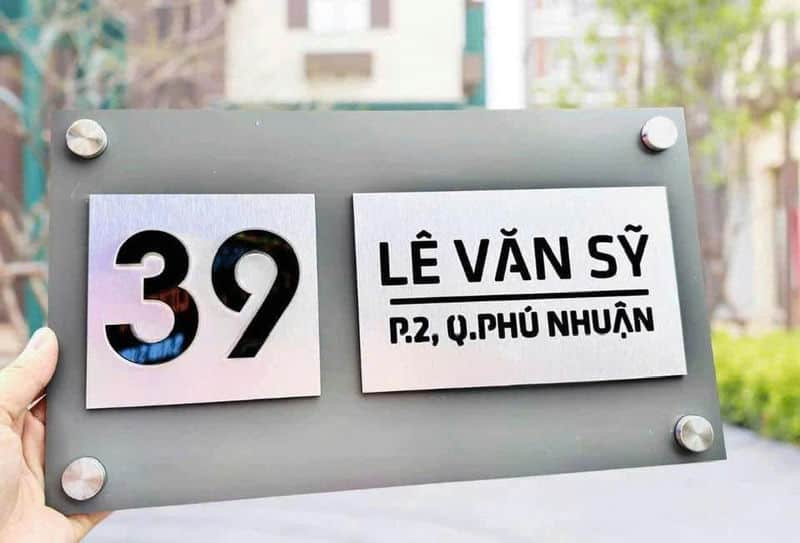 39
LÊ VĂN SỸ
P.2, Q.PHÚ NHUẬN